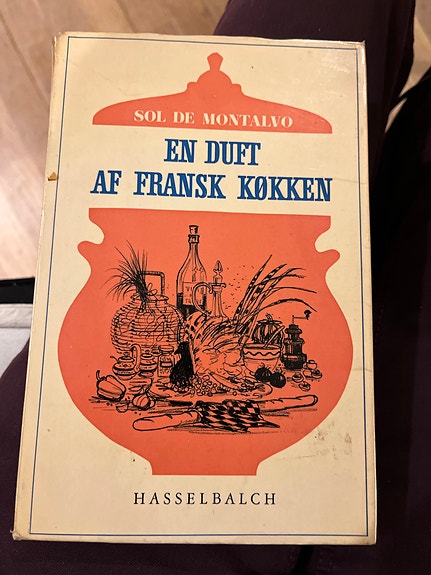 SOL DE MONTALVO
EN DUFT
AF FRANSK KØKKEN
HASSELBALCH